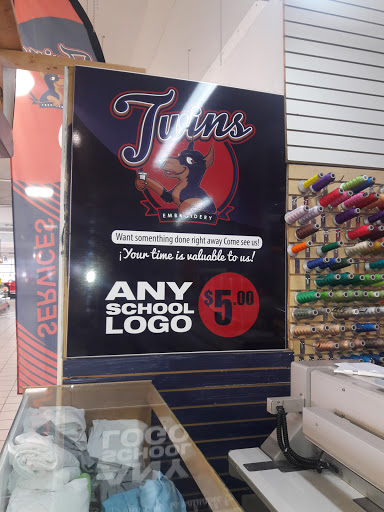 Twins
EMBROIDERY
Want somenthing done right away Come see us!
¡Your time is valuable to us!
ANY
SCHOOL
LOGO
$5.00
SERVICES